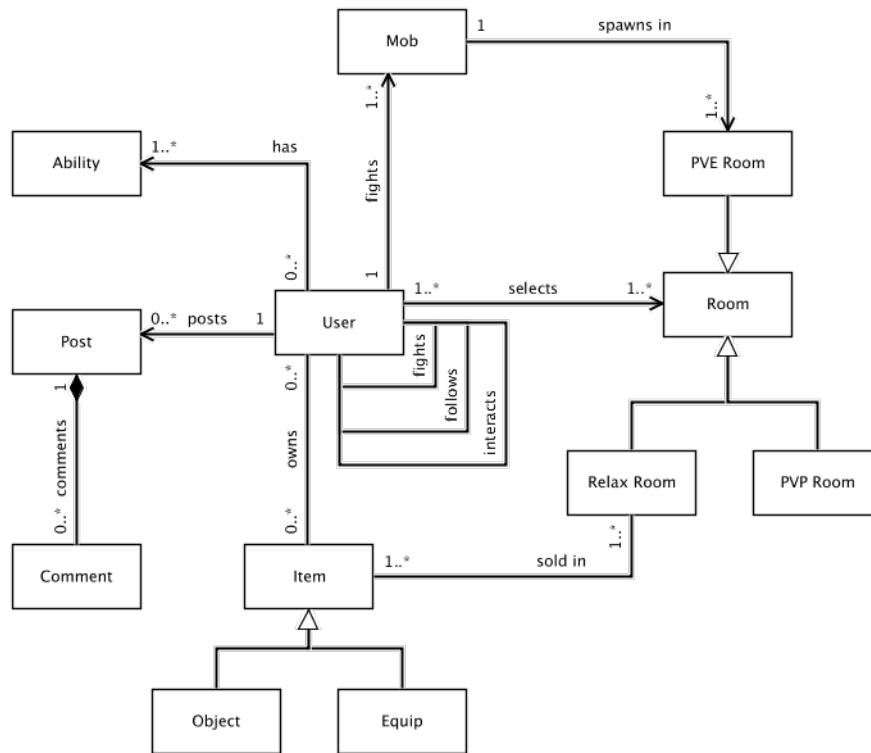 Mob
1
spawns in
1..*
1..*
PVE Room
Ability
1..*
has
fights
0..*
1
User
1..*
selects
1..*
Room
Post
0..*
posts
1
0..*
fights
follows
interacts
1
comments
0..*
owns
0..*
Relax Room
PVP Room
1..*
Comment
Item
1..*
sold in
Object
Equip